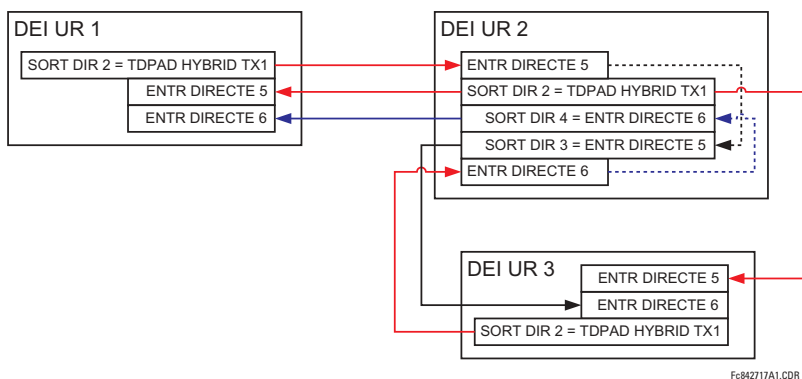 DEI UR 1
SORT DIR 2 = TDPAD HYBRID TX1
ENTR DIRECTE 5
ENTR DIRECTE 6
DEI UR 2
ENTR DIRECTE 5
SORT DIR 2 = TDPAD HYBRID TX1
SORT DIR 4 = ENTR DIRECTE 6
SORT DIR 3 = ENTR DIRECTE 5
ENTR DIRECTE 6
DEI UR 3
ENTR DIRECTE 5
ENTR DIRECTE 6
SORT DIR 2 = TDPAD HYBRID TX1
Fc842717A1.CDR